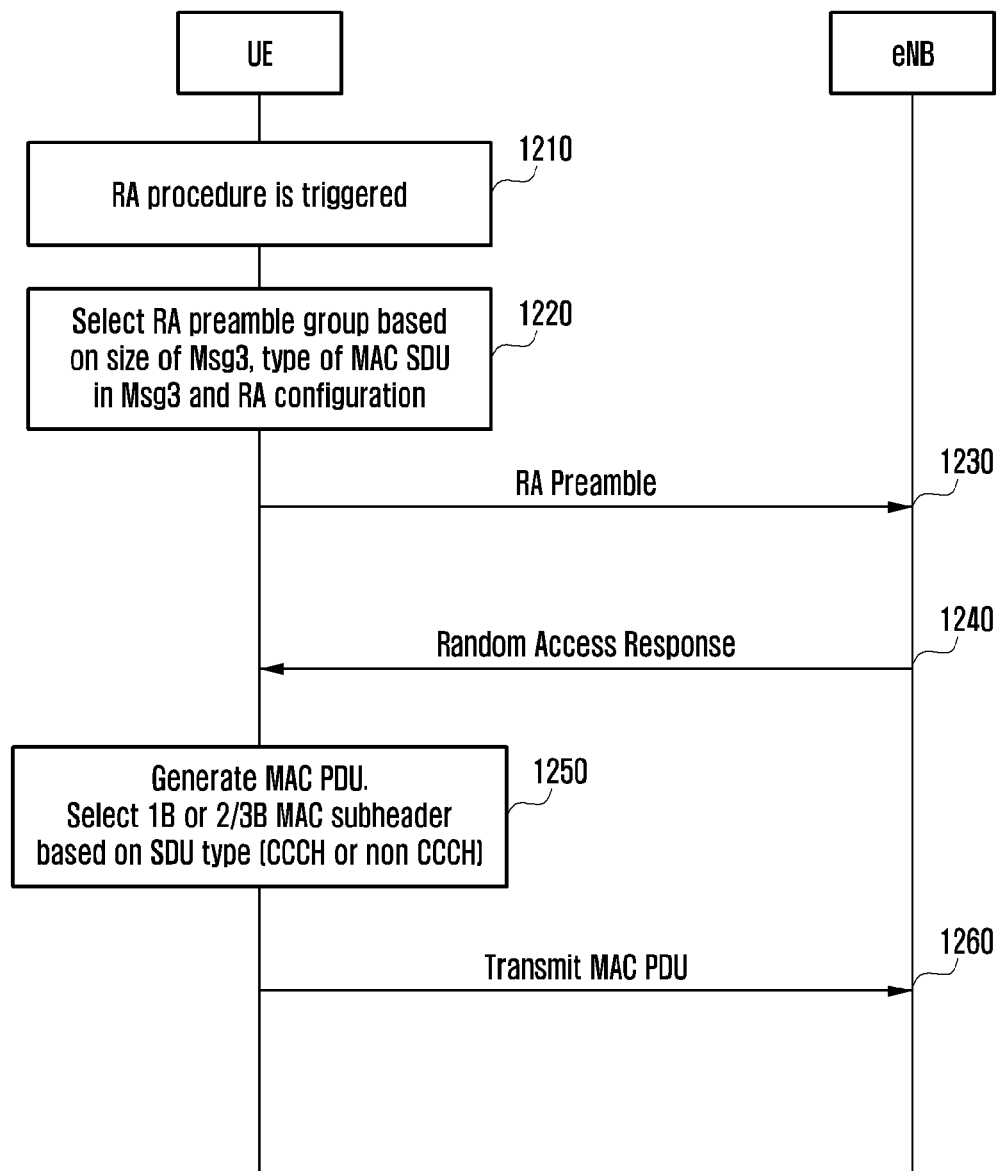 UE
eNB
1210
RA procedure is triggered
1220
Select RA preamble group based
on size of Msg3, type of MAC SDU
in Msg3 and RA configuration
1230
RA Preamble
1240
Random Access Response
1250
Generate MAC PDU.
Select 1B or 2/3B MAC subheader
based on SDU type (CCCH or non CCCH)
1260
Transmit MAC PDU